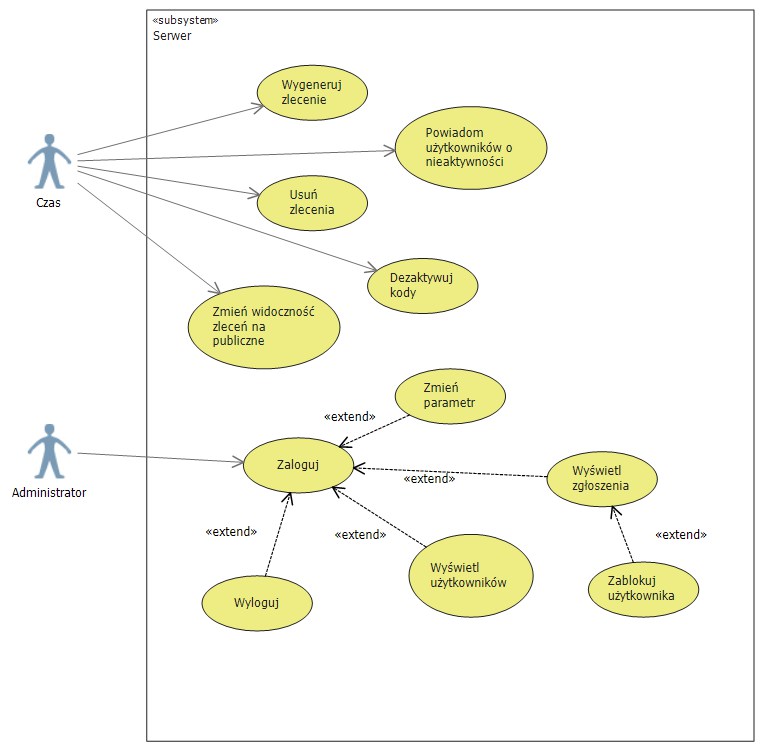 «subsystem»
Serwer
Wygeneruj
zlecenie
Powiadom
użytkowników o
nieaktywności
Czas
Usuń
zlecenia
Dezaktywuj
kody
Zmień widoczność
zleceń na
publiczne
Zmień
parametr
«extend»
Administrator
Zaloguj
«extend»
Wyświetl
zgłoszenia
«extend»
«extend»
«extend»
Wyświetl
użytkowników
Zablokuj
użytkownika
Wyloguj